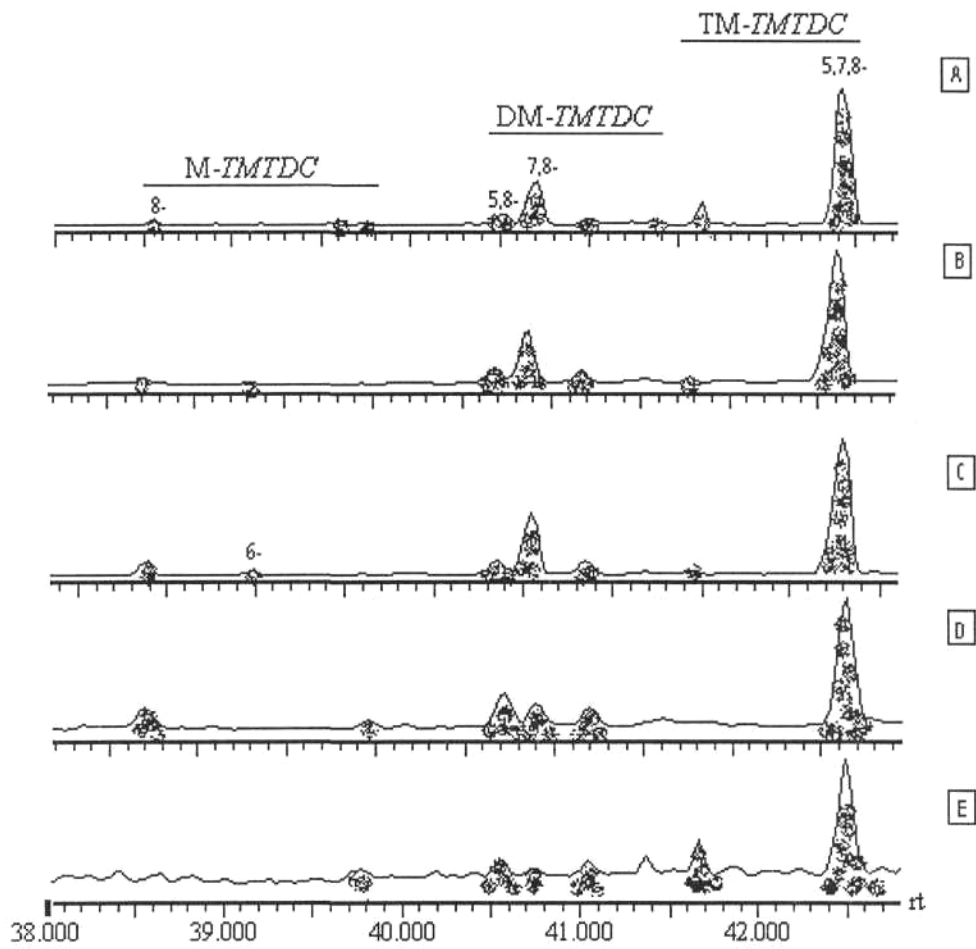 TM-TMTDC
5,7,8-
A
DM-TMTDC
7,8-
M-TMTDC
5,8-
8-
B
C
6-
D
E
rt
38.000 39.000 40.000 41.000 42.000